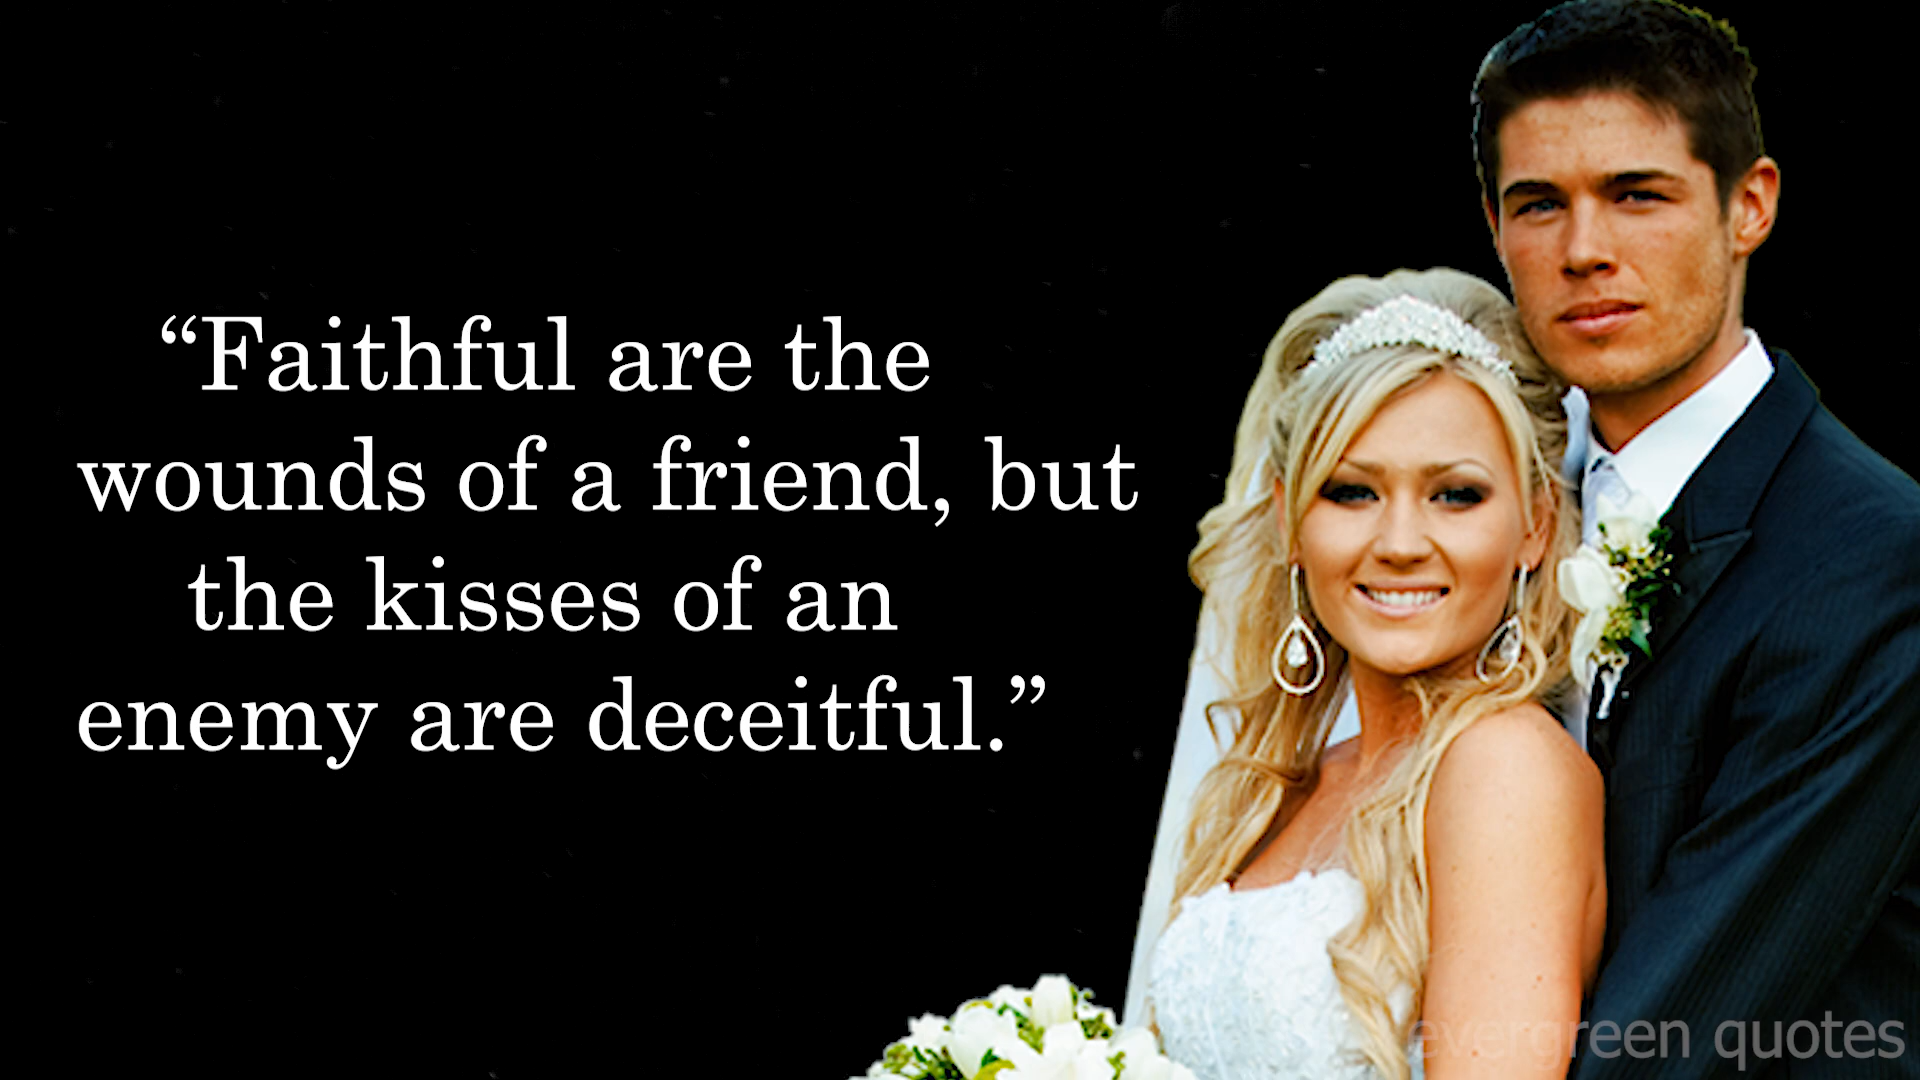 “Faithful are the
wounds of a friend, but
the kisses of an
enemy are deceitful.”
evergreen quotes